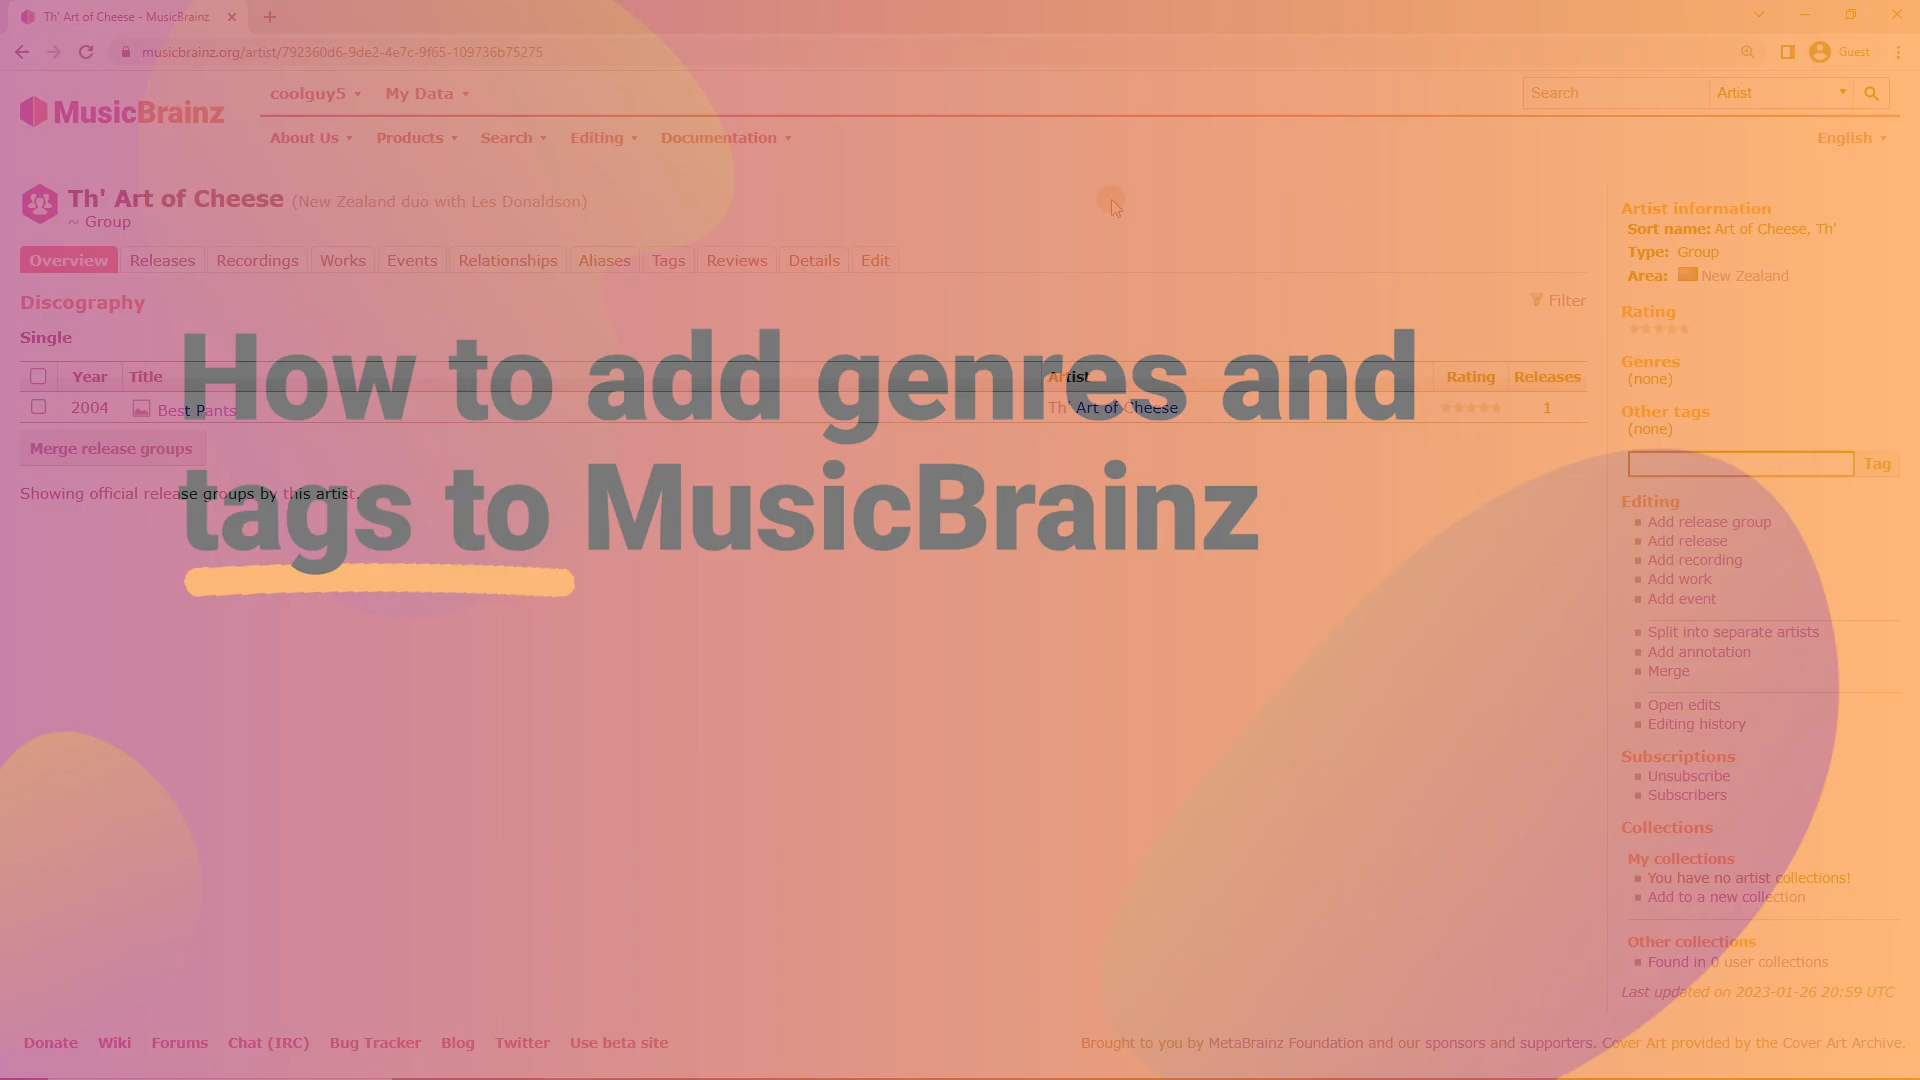 Th' Art of Cheese - MusicBrainz
musicbrainz.org/artist/792360d6-9de2-4e7c-9f65-109736b75275
Guest
MusicBrainz
coolguy5 My Data
Search Artist
About Us Products Search Editing Documentation
English
Th' Art of Cheese (New Zealand duo with Les Donaldson)
~ Group
Overview Releases Recordings Works Events Relationships Aliases Tags Reviews Details Edit
Discography
Filter
Single
Year Title Artist Rating Releases
2004 Best Pants Th' Art of Cheese 1
Merge release groups
Showing official release groups by this artist.
How to add genres and
tags to MusicBrainz
Artist information
Sort name: Art of Cheese, Th'
Type: Group
Area: New Zealand
Rating
Genres
(none)
Other tags
(none)
Tag
Editing
Add release group
Add release
Add recording
Add work
Add event
Split into separate artists
Add annotation
Merge
Open edits
Editing history
Subscriptions
Unsubscribe
Subscribers
Collections
My collections
You have no artist collections!
Add to a new collection
Other collections
Found in 0 user collections
Last updated on 2023-01-26 20:59 UTC
Donate Wiki Forums Chat (IRC) Bug Tracker Blog Twitter Use beta site
Brought to you by MetaBrainz Foundation and our sponsors and supporters. Cover Art provided by the Cover Art Archive.